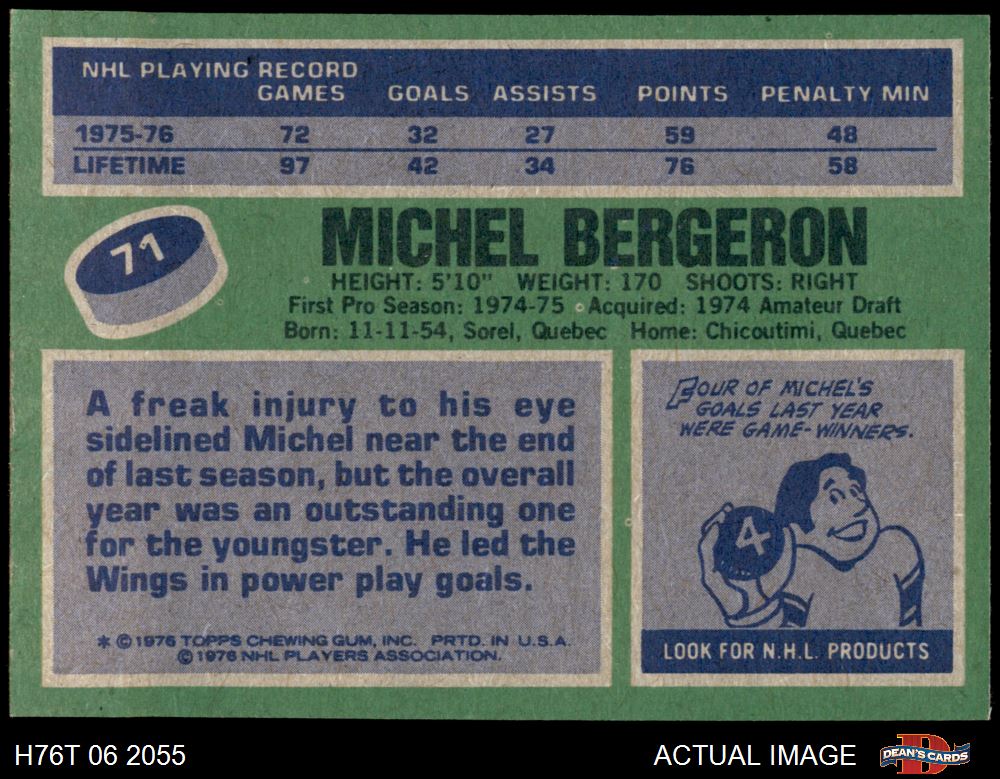 NHL PLAYING RECORD
GAMES GOALS ASSISTS POINTS PENALTY MIN
1975-76 72 32 27 59 48
LIFETIME 97 42 34 76 58
71
MICHEL BERGERON
HEIGHT: 5'10" WEIGHT: 170 SHOOTS: RIGHT
First Pro Season: 1974-75 Acquired: 1974 Amateur Draft
Born: 11-11-54, Sorel, Quebec Home: Chicoutimi, Quebec
A freak injury to his eye
sidelined Michel near the end
of last season, but the overall
year was an outstanding one
for the youngster. He led the
Wings in power play goals.
* © 1976 TOPPS CHEWING GUM, INC. PRTD. IN U.S.A.
© 1976 NHL PLAYERS ASSOCIATION.
FOUR OF MICHEL'S
GOALS LAST YEAR
WERE GAME-WINNERS.
4
LOOK FOR N.H.L. PRODUCTS
H76T 06 2055
ACTUAL IMAGE
D
DEAN'S CARDS